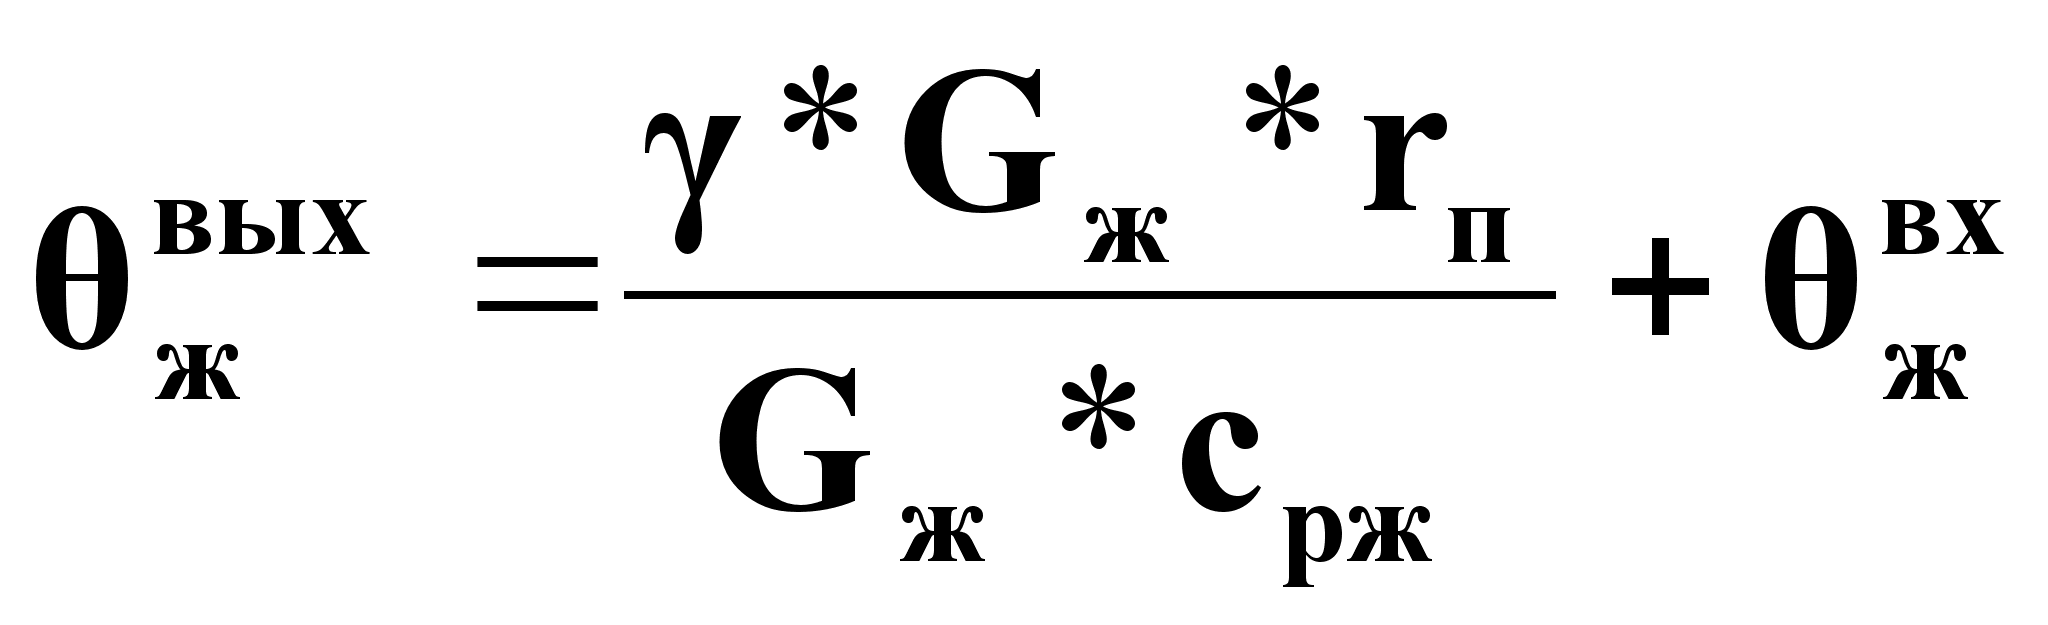 θ_ж^вых = (γ * G_ж * r_п) / (G_ж * c_рж) + θ_ж^вх